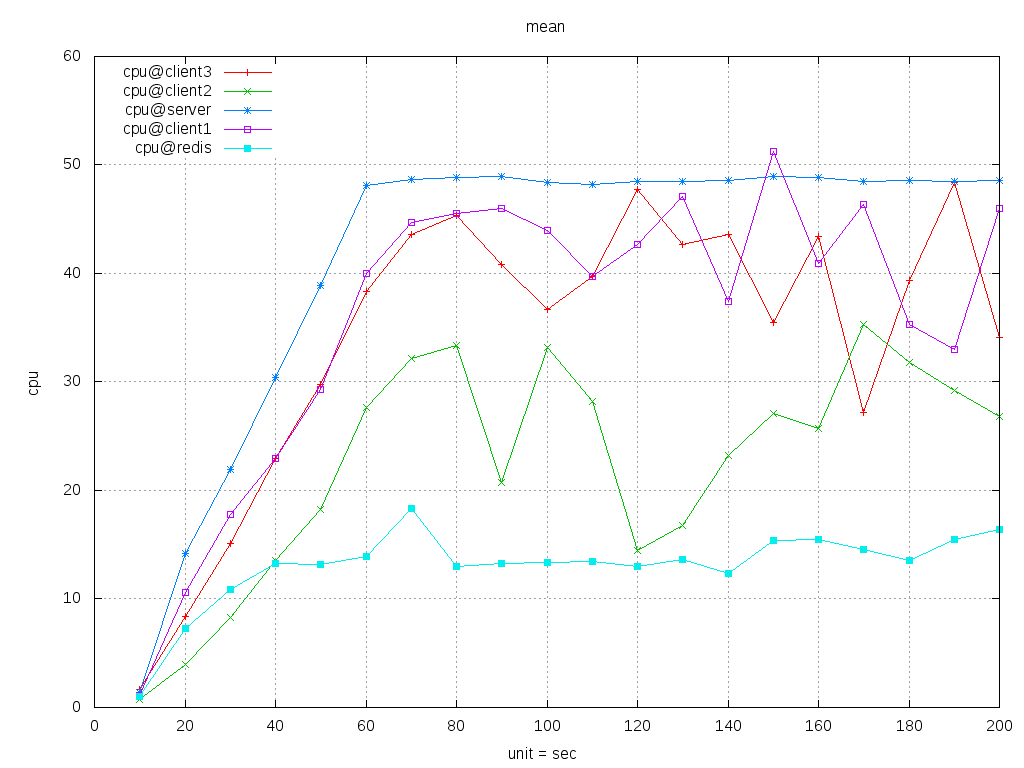 mean
60
50
40
30
20
10
0
cpu
cpu@client3
cpu@client2
cpu@server
cpu@client1
cpu@redis
0 20 40 60 80 100 120 140 160 180 200
unit = sec